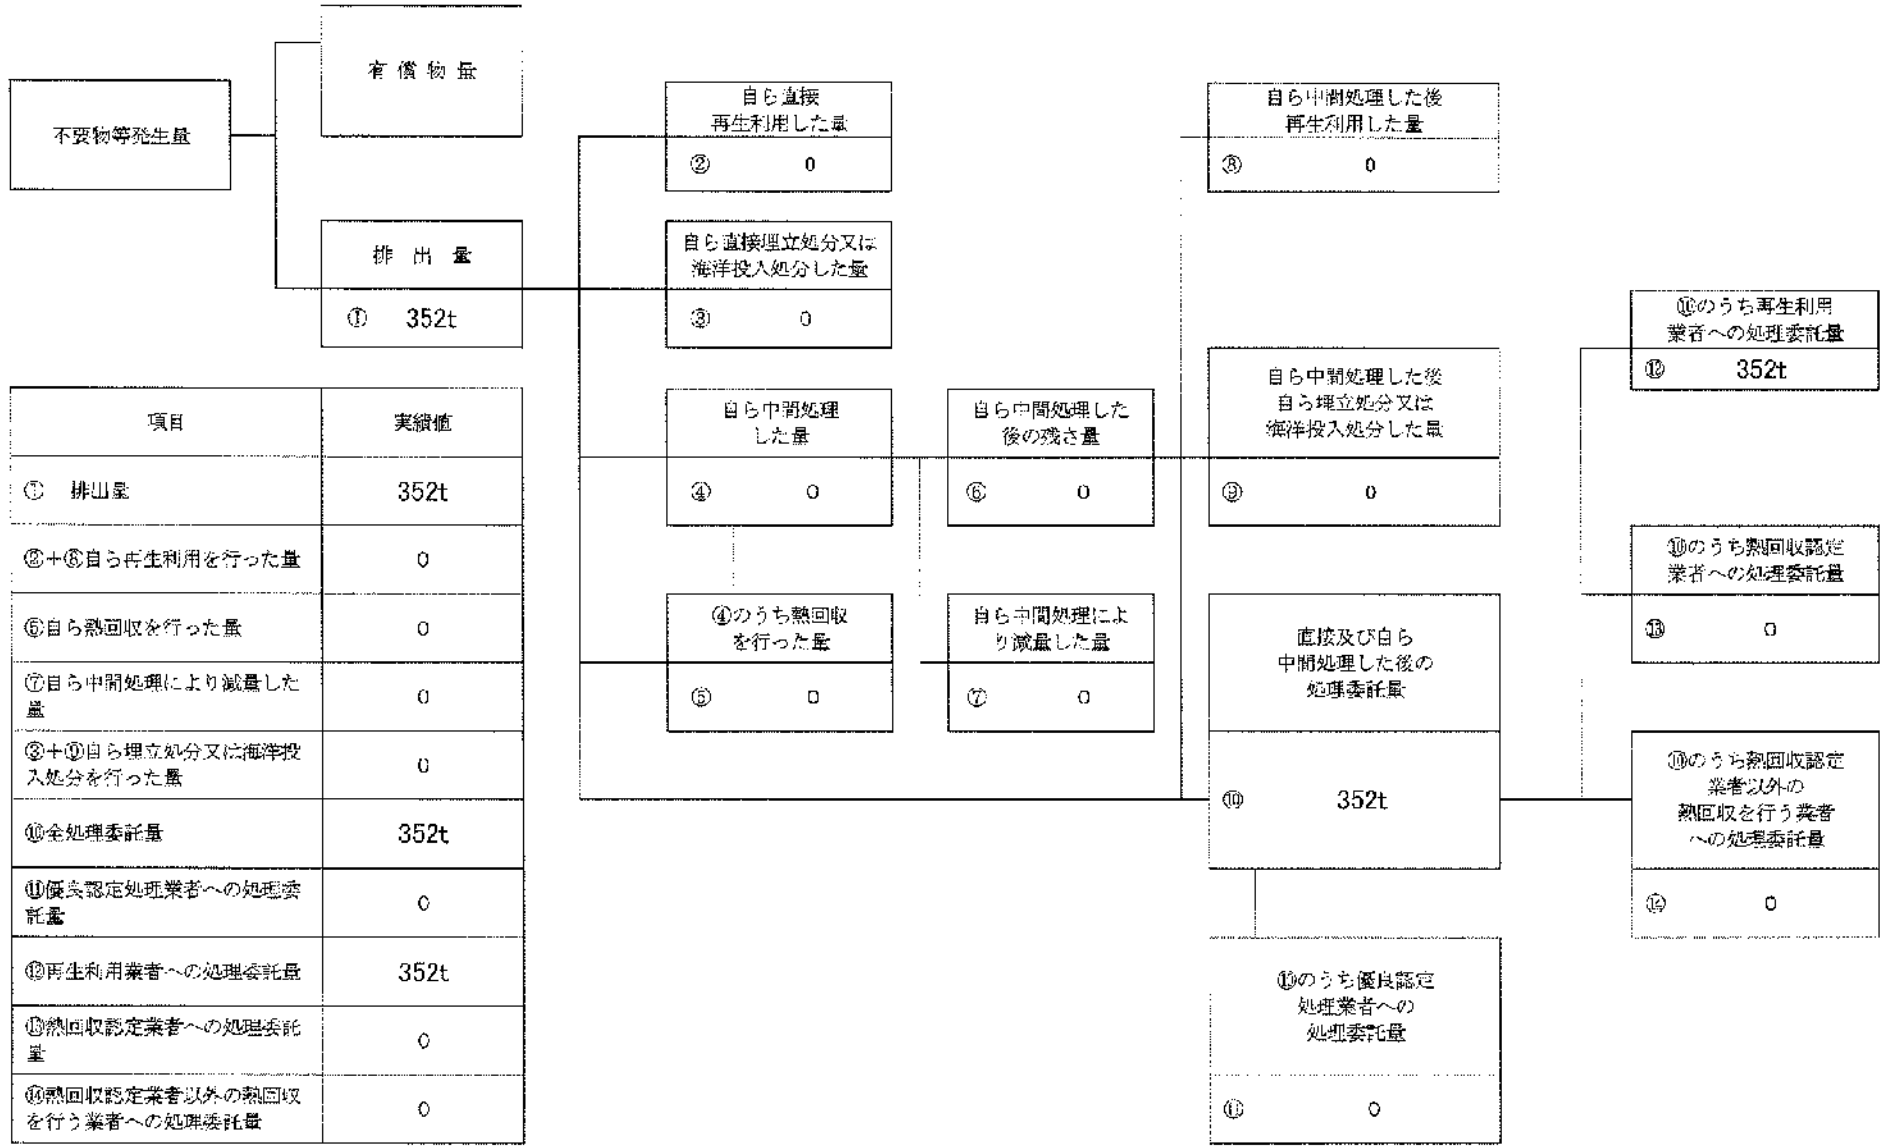 不要物等発生量
有償物量
排出量
① 352t
自ら直接
再生利用した量
② 0
自ら直接埋立処分又は
海洋投入処分した量
③ 0
自ら中間処理
した量
④ 0
④のうち熱回収
を行った量
⑤ 0
自ら中間処理した
後の残さ量
⑥ 0
自ら中間処理によ
り減量した量
⑦ 0
自ら中間処理した後
再生利用した量
⑧ 0
自ら中間処理した後
自ら埋立処分又は
海洋投入処分した量
⑨ 0
直接及び自ら
中間処理した後の
処理委託量
⑩ 352t
⑩のうち優良認定
処理業者への
処理委託量
⑪ 0
⑩のうち再生利用
業者への処理委託量
⑫ 352t
⑩のうち熱回収認定
業者への処理委託量
⑬ 0
⑩のうち熱回収認定
業者以外の
熱回収を行う業者
への処理委託量
⑭ 0
項目 実績値
① 排出量 352t
②+⑧自ら再生利用を行った量 0
⑤自ら熱回収を行った量 0
⑦自ら中間処理により減量した
量 0
③+⑨自ら埋立処分又は海洋投
入処分を行った量 0
⑩全処理委託量 352t
⑪優良認定処理業者への処理委
託量 0
⑫再生利用業者への処理委託量 352t
⑬熱回収認定業者への処理委託
量 0
⑭熱回収認定業者以外の熱回収
を行う業者への処理委託量 0